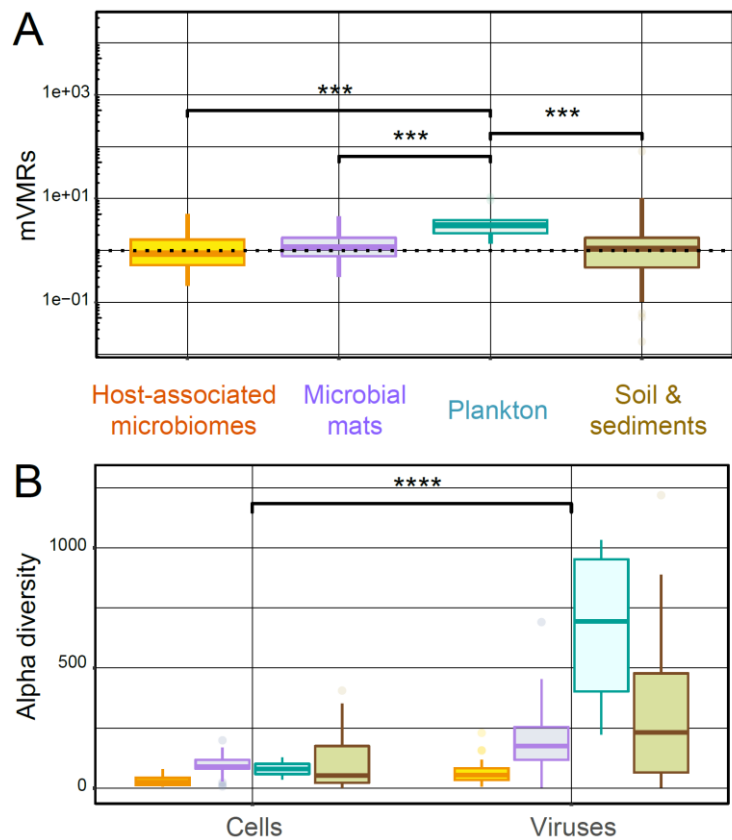 A
***
***
***
1e+03
1e+01
1e−01
mVMRs
Host-associated
microbiomes
Microbial
mats
Plankton
Soil &
sediments
B
****
1000
500
0
Alpha diversity
Cells
Viruses